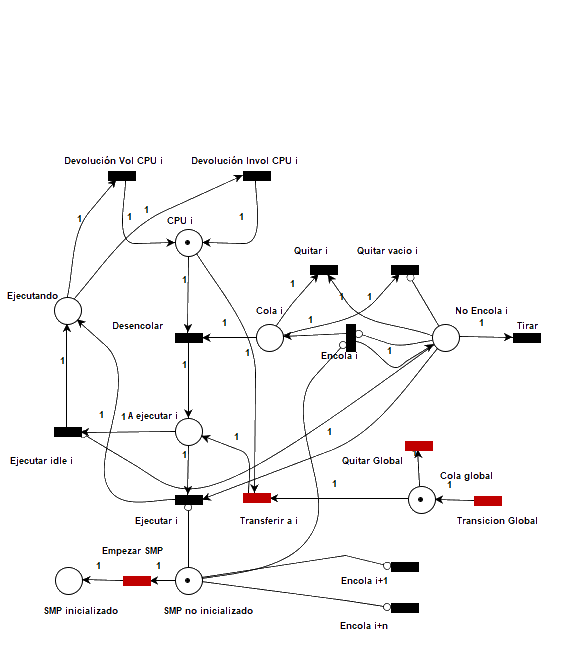 Devolución Vol CPU i
Devolución Invol CPU i
1
1
1
1
CPU i
Quitar i
Quitar vacio i
1
1
1
1
Ejecutando
Cola i
No Encola i
Desencolar
1
1
1
Tirar
Encola i
1
1
1
1
A ejecutar i
1
1
1
1
1
Ejecutar idle i
Quitar Global
Cola global
1
1
Ejecutar i
Transferir a i
Transicion Global
Empezar SMP
1
1
Encola i+1
SMP inicializado
SMP no inicializado
Encola i+n